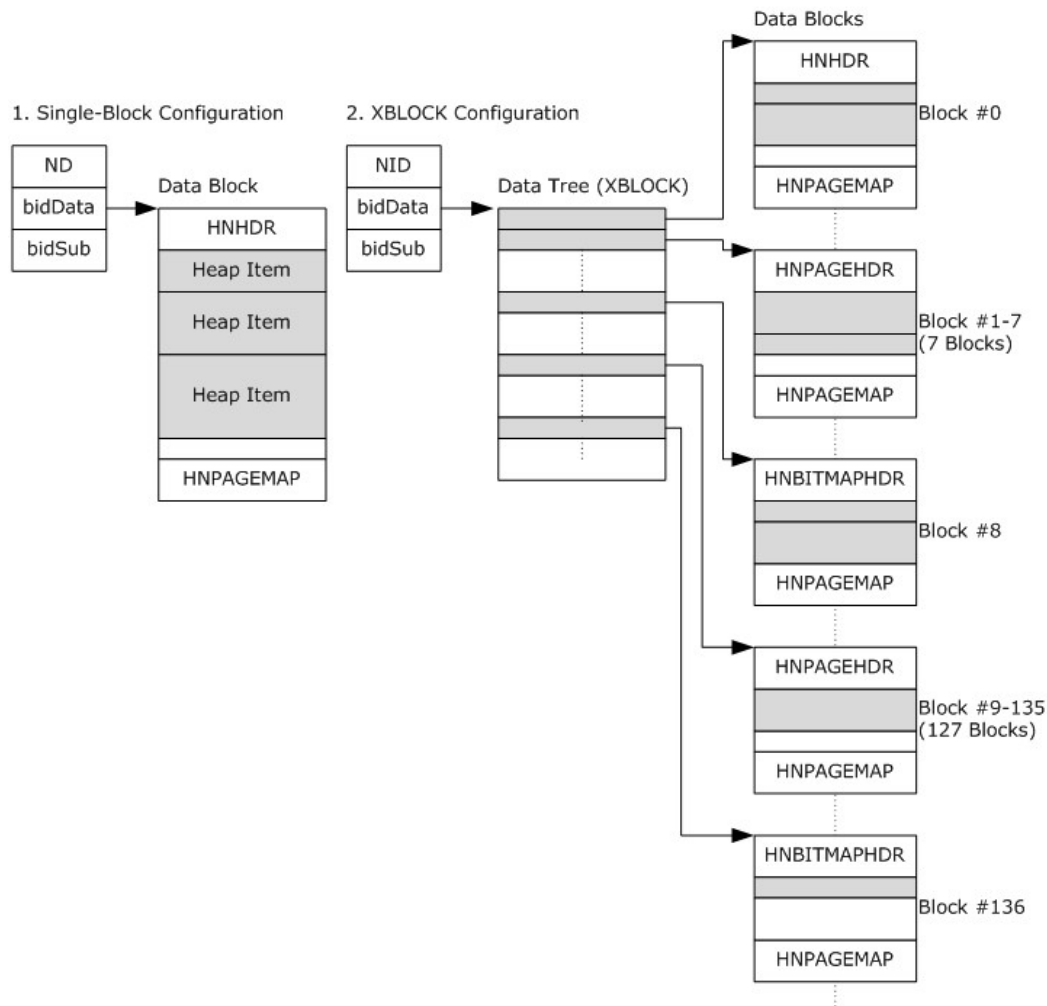 1. Single-Block Configuration
ND
bidData
bidSub
Data Block
HNHDR
Heap Item
Heap Item
Heap Item
HNPAGEMAP
2. XBLOCK Configuration
NID
bidData
bidSub
Data Tree (XBLOCK)
Data Blocks
HNHDR
HNPAGEMAP
Block #0
HNPAGEHDR
HNPAGEMAP
Block #1-7
(7 Blocks)
HNBITMAPHDR
HNPAGEMAP
Block #8
HNPAGEHDR
HNPAGEMAP
Block #9-135
(127 Blocks)
HNBITMAPHDR
HNPAGEMAP
Block #136